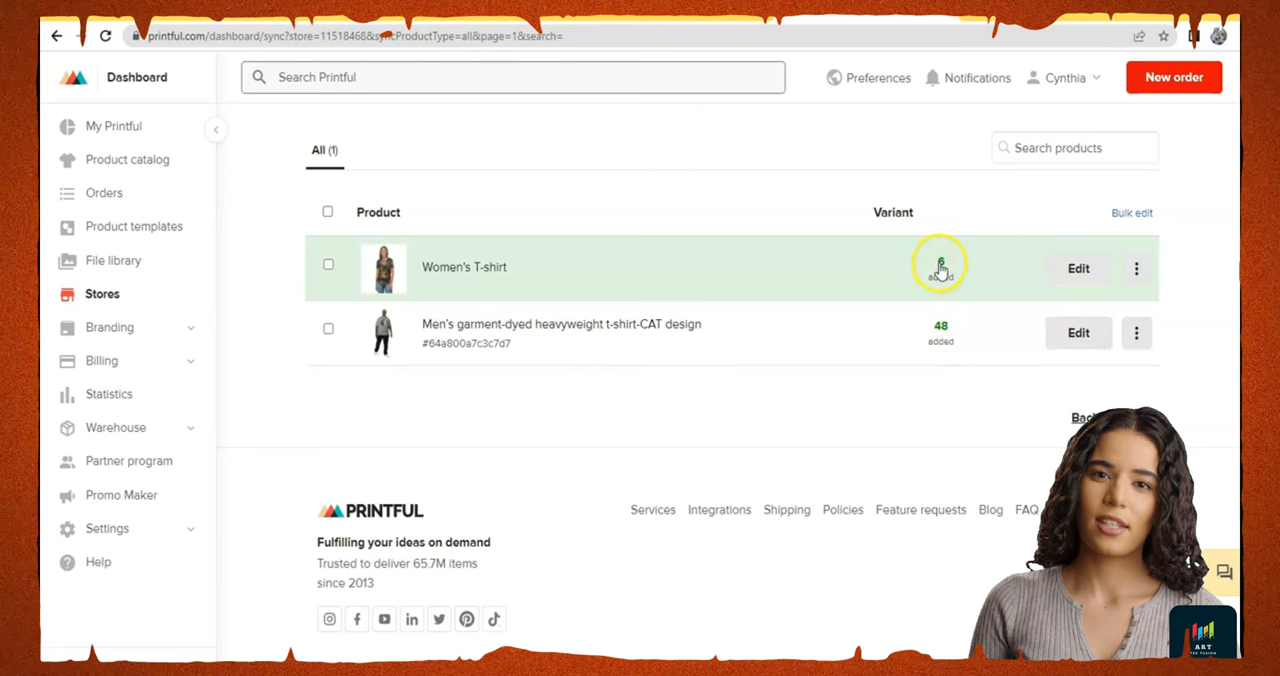 printful.com/dashboard/sync?store=11518468&syncProductType=all&page=1&search=
Dashboard
Search Printful
Preferences
Notifications
Cynthia
New order
My Printful
Product catalog
Orders
Product templates
File library
Stores
Branding
Billing
Statistics
Warehouse
Partner program
Promo Maker
Settings
Help
All (1)
Search products
Product
Variant
Bulk edit
Women's T-shirt
6
Edit
Men's garment-dyed heavyweight t-shirt-CAT design
#64a800a7c3c7d7
48
added
Edit
PRINTFUL
Fulfilling your ideas on demand
Trusted to deliver 65.7M items
since 2013
Services
Integrations
Shipping
Policies
Feature requests
Blog
FAQ
ART